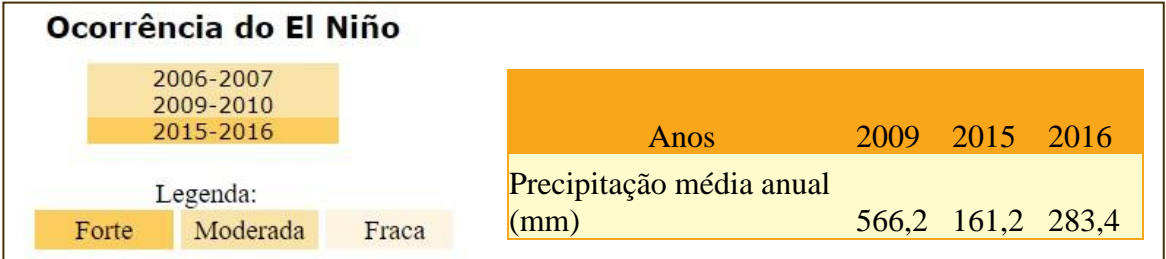 Ocorrência do El Niño
2006-2007
2009-2010
2015-2016
Legenda:
Forte Moderada Fraca
Anos 2009 2015 2016
Precipitação média anual
(mm) 566,2 161,2 283,4